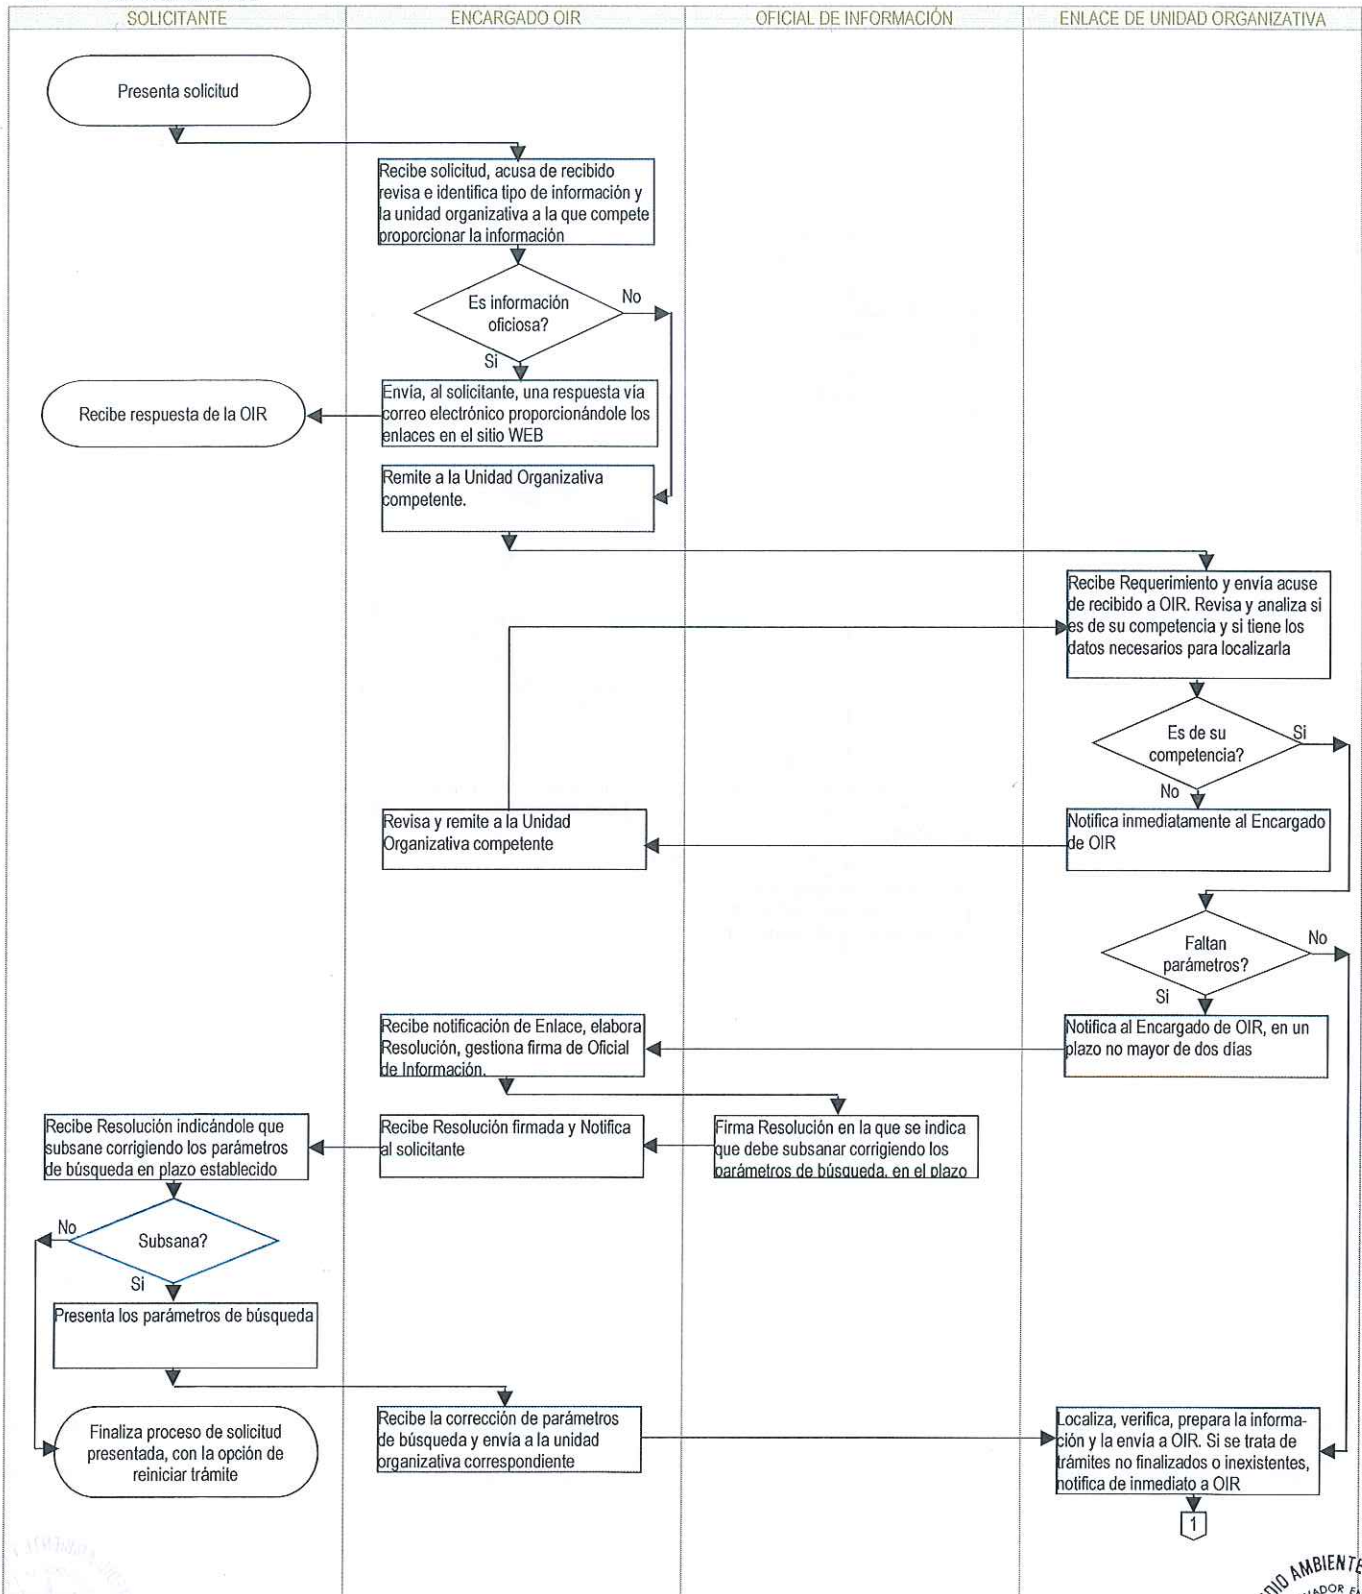 SOLICITANTE
ENCARGADO OIR
OFICIAL DE INFORMACIÓN
ENLACE DE UNIDAD ORGANIZATIVA
Presenta solicitud
Recibe solicitud, acusa de recibido
revisa e identifica tipo de información y
la unidad organizativa a la que compete
proporcionar la información
Es información
oficiosa?
No
Si
Envía, al solicitante, una respuesta vía
correo electrónico proporcionándole los
enlaces en el sitio WEB
Recibe respuesta de la OIR
Remite a la Unidad Organizativa
competente.
Recibe Requerimiento y envía acuse
de recibido a OIR. Revisa y analiza si
es de su competencia y si tiene los
datos necesarios para localizarla
Es de su
competencia?
Si
No
Notifica inmediatamente al Encargado
de OIR
Revisa y remite a la Unidad
Organizativa competente
Faltan
parámetros?
No
Si
Notifica al Encargado de OIR, en un
plazo no mayor de dos días
Recibe notificación de Enlace, elabora
Resolución, gestiona firma de Oficial
de Información.
Firma Resolución en la que se indica
que debe subsanar corrigiendo los
parámetros de búsqueda, en el plazo
Recibe Resolución firmada y Notifica
al solicitante
Recibe Resolución indicándole que
subsane corrigiendo los parámetros
de búsqueda en plazo establecido
Subsana?
No
Si
Presenta los parámetros de búsqueda
Finaliza proceso de solicitud
presentada, con la opción de
reiniciar trámite
Recibe la corrección de parámetros
de búsqueda y envía a la unidad
organizativa correspondiente
Localiza, verifica, prepara la informa-
ción y la envía a OIR. Si se trata de
trámites no finalizados o inexistentes,
notifica de inmediato a OIR
1
AMBIENTE